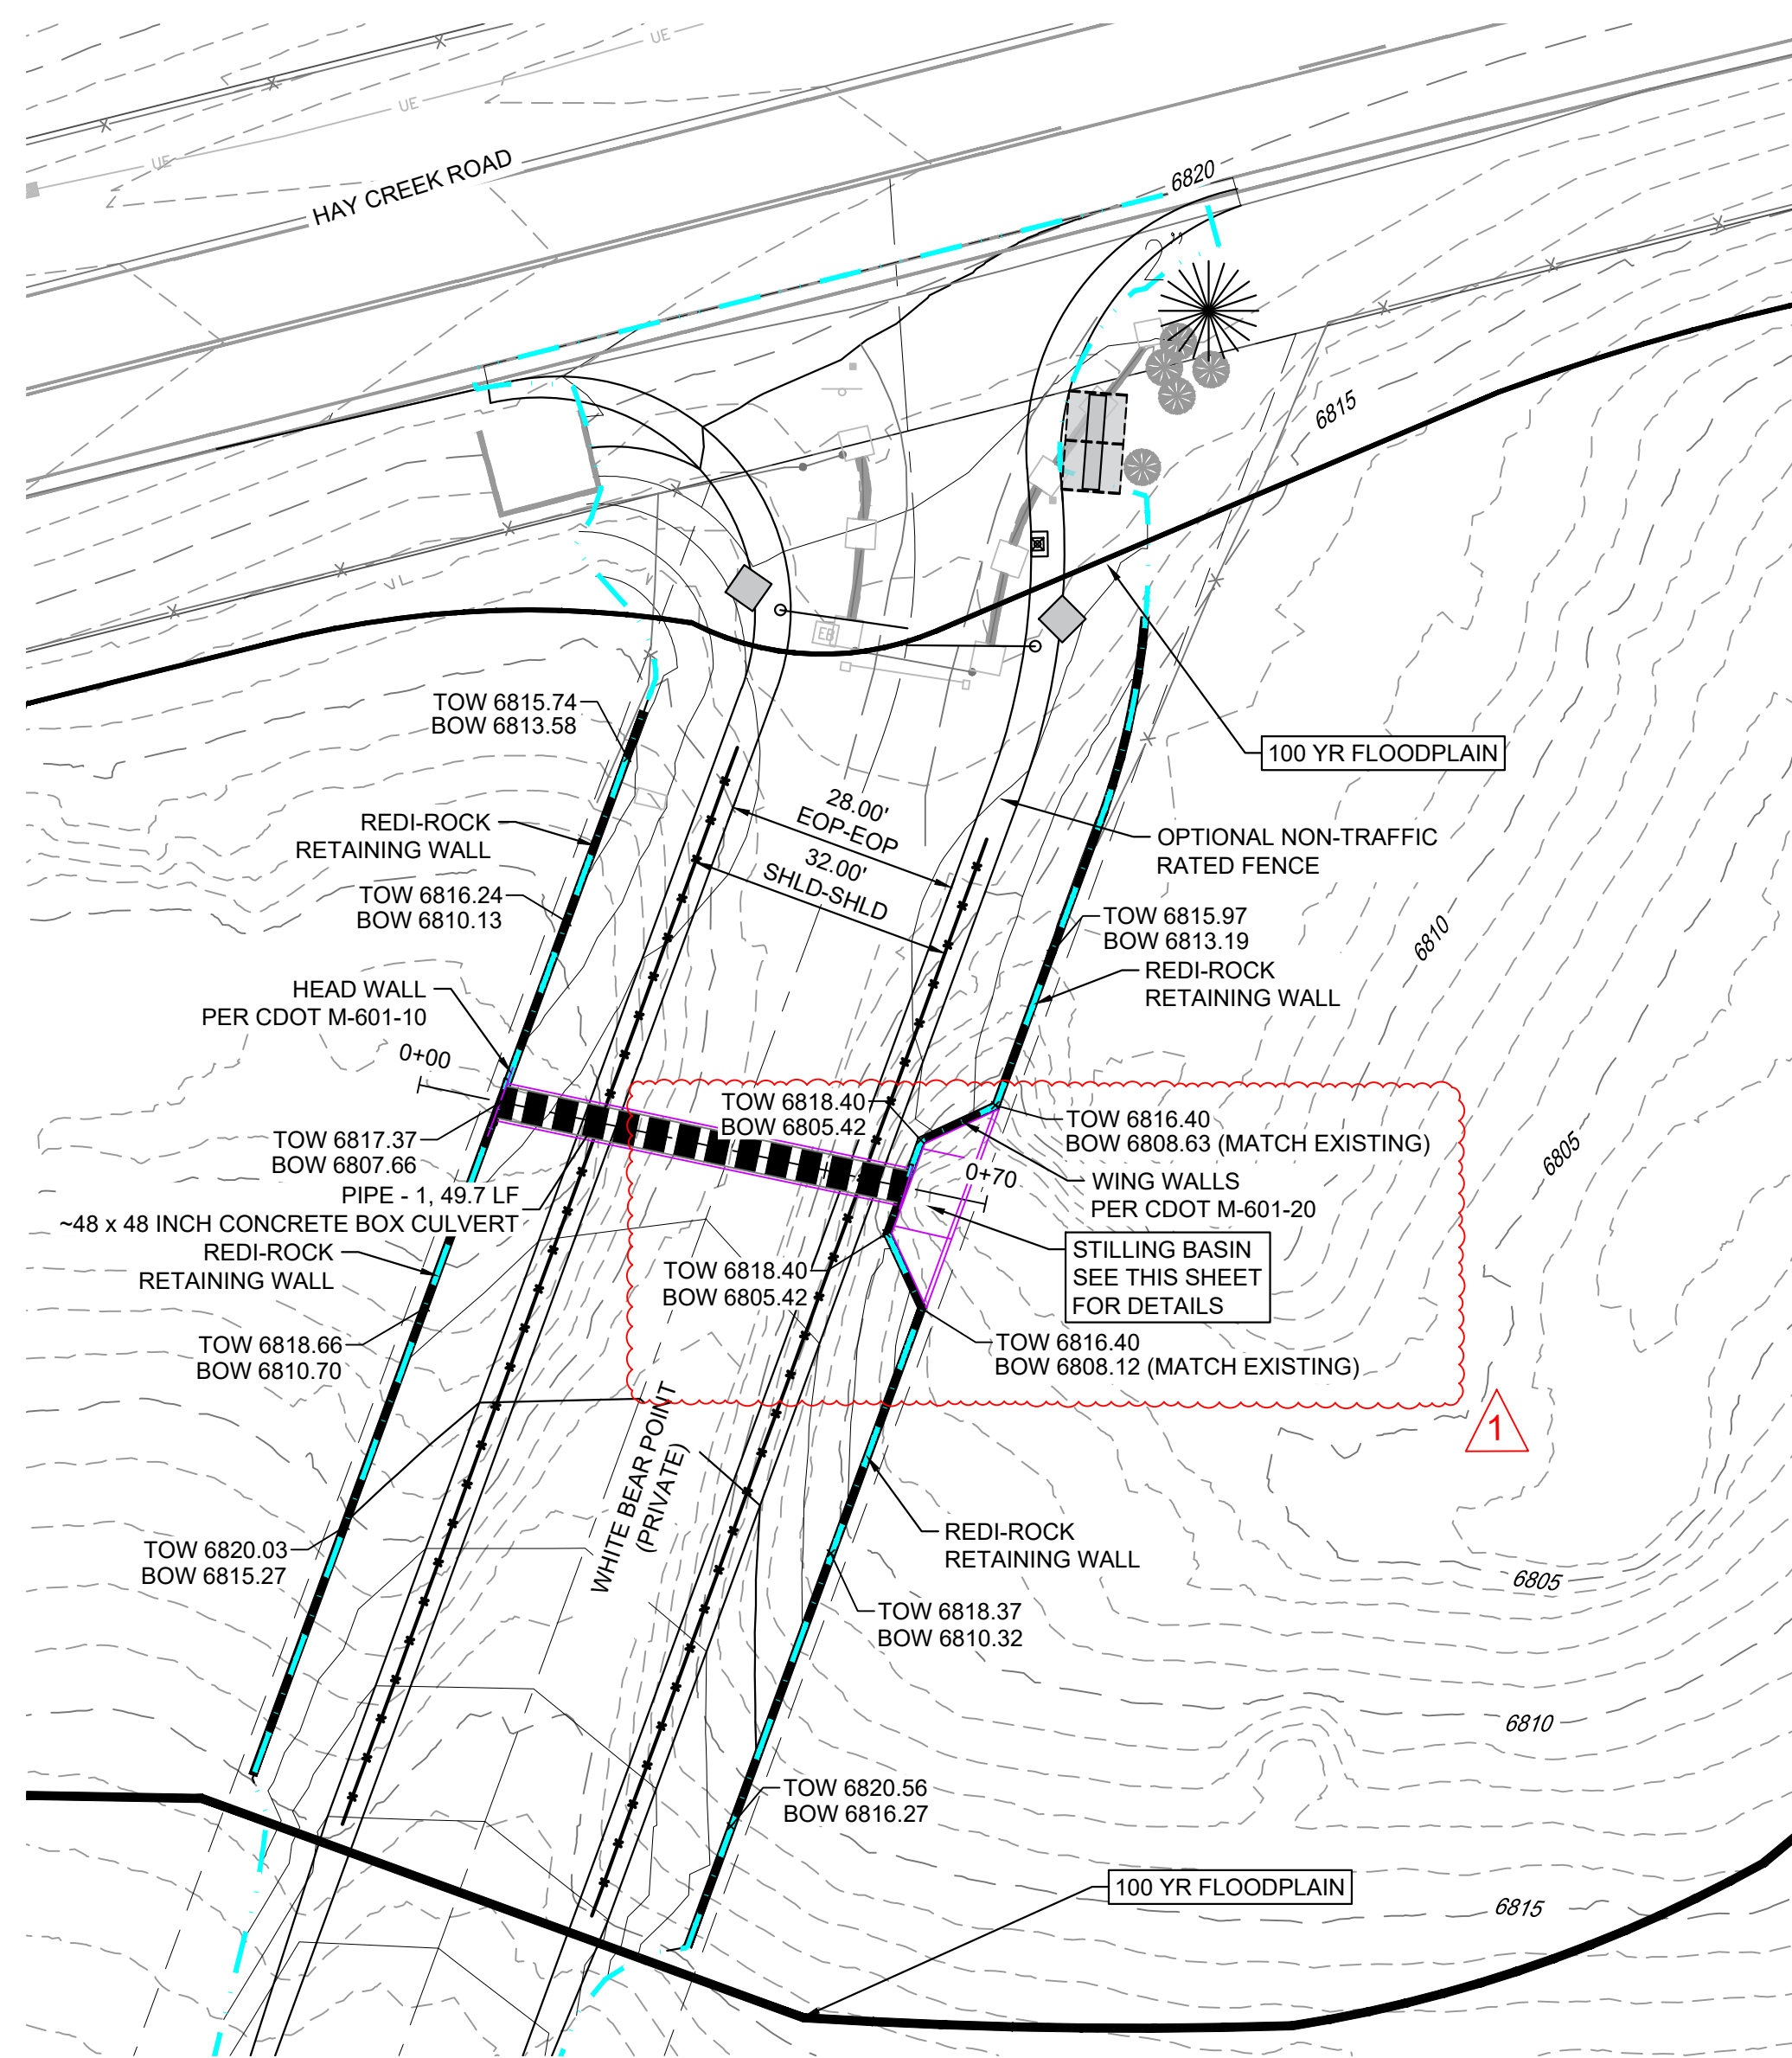 UE
UE
UE
HAY CREEK ROAD
6820
6815
TOW 6815.74
BOW 6813.58
EB
100 YR FLOODPLAIN
REDI-ROCK
RETAINING WALL
28.00'
EOP-EOP
32.00'
SHLD-SHLD
OPTIONAL NON-TRAFFIC
RATED FENCE
TOW 6816.24
BOW 6810.13
TOW 6815.97
BOW 6813.19
6810
REDI-ROCK
RETAINING WALL
HEAD WALL
PER CDOT M-601-10
0+00
TOW 6818.40
BOW 6805.42
TOW 6816.40
BOW 6808.63 (MATCH EXISTING)
6805
TOW 6817.37
BOW 6807.66
0+70
WING WALLS
PER CDOT M-601-20
PIPE - 1, 49.7 LF
~48 x 48 INCH CONCRETE BOX CULVERT
REDI-ROCK
RETAINING WALL
STILLING BASIN
SEE THIS SHEET
FOR DETAILS
TOW 6818.40
BOW 6805.42
TOW 6818.66
BOW 6810.70
TOW 6816.40
BOW 6808.12 (MATCH EXISTING)
1
WHITE BEAR POINT
(PRIVATE)
TOW 6820.03
BOW 6815.27
REDI-ROCK
RETAINING WALL
6805
TOW 6818.37
BOW 6810.32
6810
TOW 6820.56
BOW 6816.27
100 YR FLOODPLAIN
6815